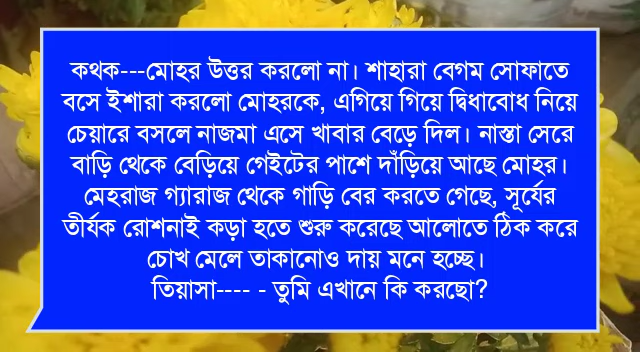 কথক---মোহর উত্তর করলো না। শাহারা বেগম সোফাতে
বসে ইশারা করলো মোহরকে, এগিয়ে গিয়ে দ্বিধাবোধ নিয়ে
চেয়ারে বসলে নাজমা এসে খাবার বেড়ে দিল। নাস্তা সেরে
বাড়ি থেকে বেড়িয়ে গেইটের পাশে দাঁড়িয়ে আছে মোহর।
মেহরাজ গ্যারাজ থেকে গাড়ি বের করতে গেছে, সূর্যের
তীর্যক রোশনাই কড়া হতে শুরু করেছে আলোতে ঠিক করে
চোখ মেলে তাকানোও দায় মনে হচ্ছে।
তিয়াসা---- - তুমি এখানে কি করছো?